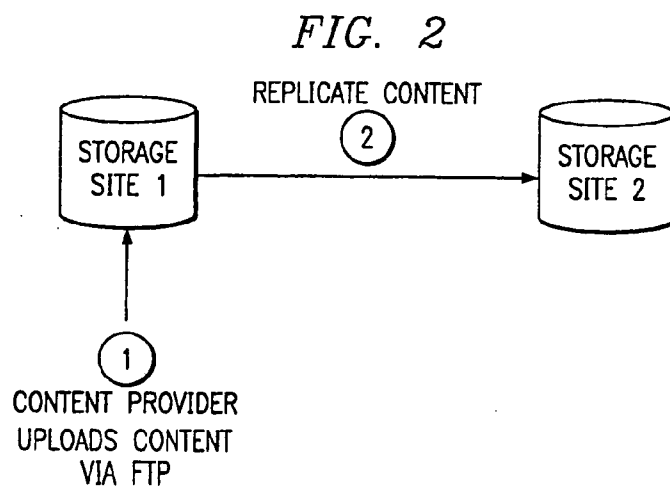 FIG. 2
REPLICATE CONTENT
2
STORAGE
SITE 1
STORAGE
SITE 2
1
CONTENT PROVIDER
UPLOADS CONTENT
VIA FTP